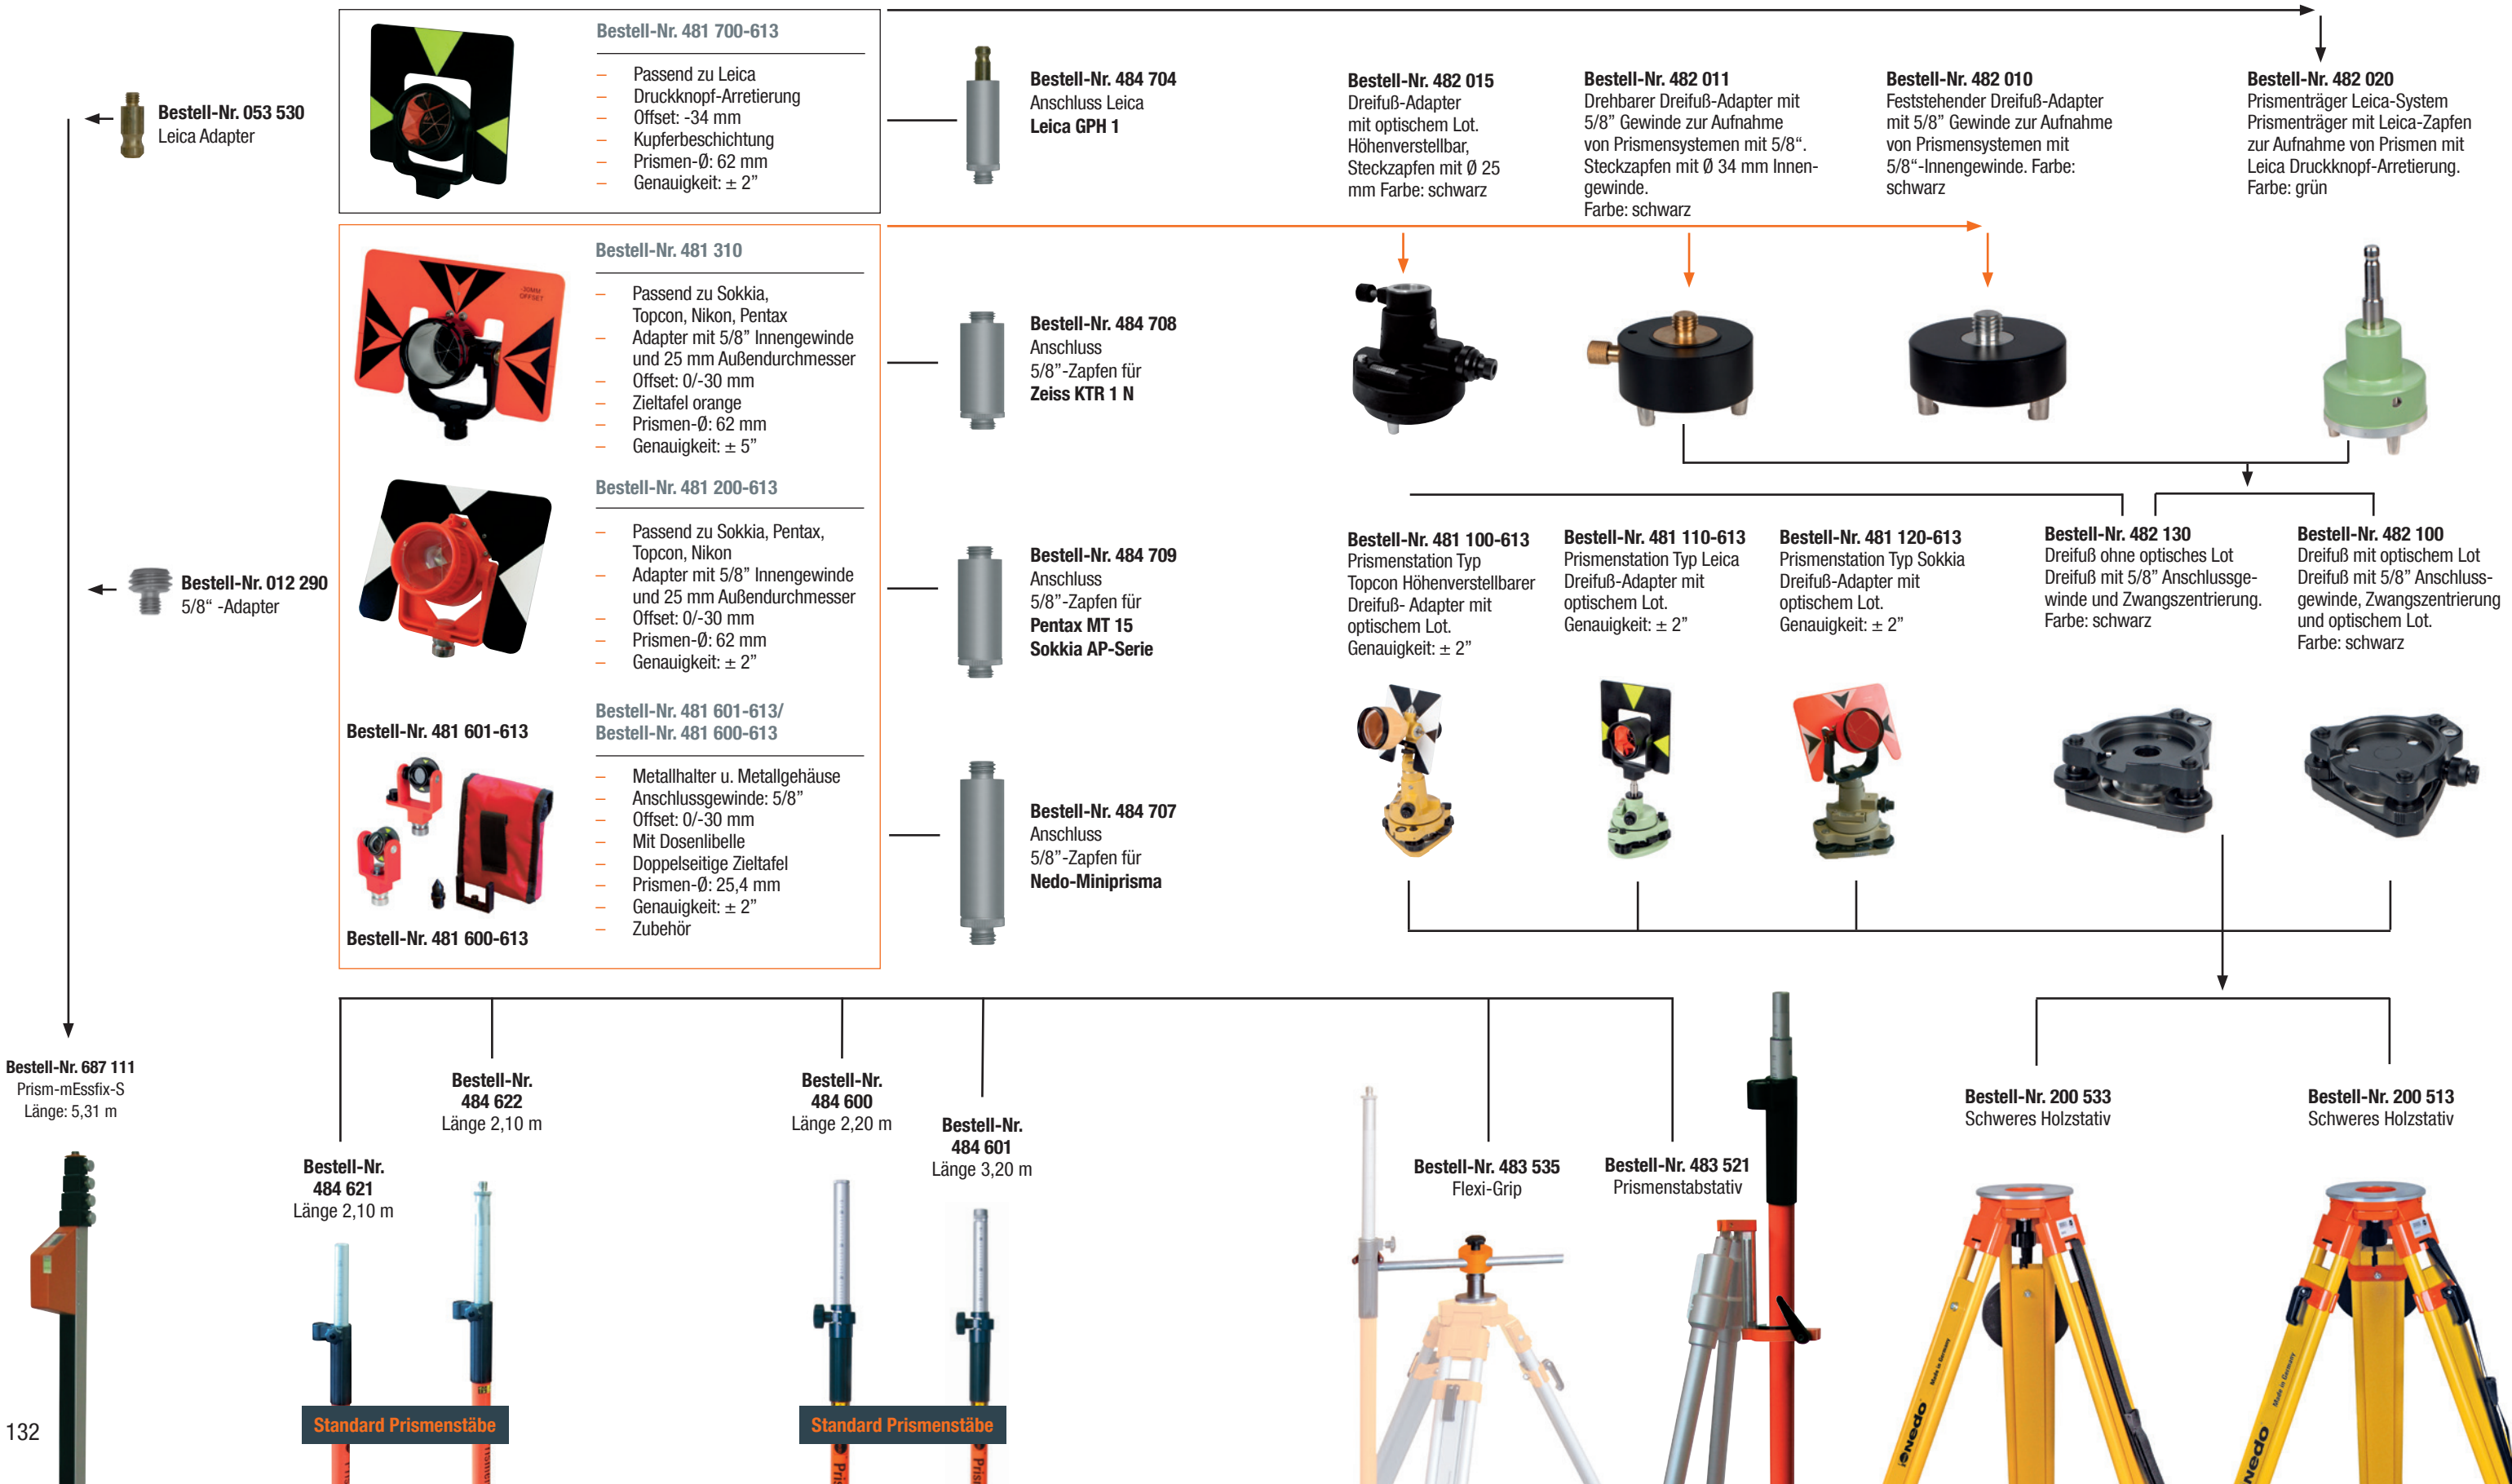 Bestell-Nr. 053 530
Leica Adapter
Bestell-Nr. 012 290
5/8“ -Adapter
Bestell-Nr. 481 700-613
– Passend zu Leica
– Druckknopf-Arretierung
– Offset: -34 mm
– Kupferbeschichtung
– Prismen-Ø: 62 mm
– Genauigkeit: ± 2”
-30MM
OFFSET
Bestell-Nr. 481 310
– Passend zu Sokkia,
Topcon, Nikon, Pentax
– Adapter mit 5/8” Innengewinde
und 25 mm Außendurchmesser
– Offset: 0/-30 mm
– Zieltafel orange
– Prismen-Ø: 62 mm
– Genauigkeit: ± 5”
Bestell-Nr. 481 200-613
– Passend zu Sokkia, Pentax,
Topcon, Nikon
– Adapter mit 5/8” Innengewinde
und 25 mm Außendurchmesser
– Offset: 0/-30 mm
– Prismen-Ø: 62 mm
– Genauigkeit: ± 2”
Bestell-Nr. 481 601-613
Bestell-Nr. 481 600-613
Bestell-Nr. 481 601-613/
Bestell-Nr. 481 600-613
– Metallhalter u. Metallgehäuse
– Anschlussgewinde: 5/8”
– Offset: 0/-30 mm
– Mit Dosenlibelle
– Doppelseitige Zieltafel
– Prismen-Ø: 25,4 mm
– Genauigkeit: ± 2”
– Zubehör
Bestell-Nr. 484 704
Anschluss Leica
Leica GPH 1
Bestell-Nr. 484 708
Anschluss
5/8”-Zapfen für
Zeiss KTR 1 N
Bestell-Nr. 484 709
Anschluss
5/8”-Zapfen für
Pentax MT 15
Sokkia AP-Serie
Bestell-Nr. 484 707
Anschluss
5/8”-Zapfen für
Nedo-Miniprisma
Bestell-Nr. 482 015
Dreifuß-Adapter
mit optischem Lot.
Höhenverstellbar,
Steckzapfen mit Ø 25
mm Farbe: schwarz
Bestell-Nr. 482 011
Drehbarer Dreifuß-Adapter mit
5/8” Gewinde zur Aufnahme
von Prismensystemen mit 5/8“.
Steckzapfen mit Ø 34 mm Innen-
gewinde.
Farbe: schwarz
Bestell-Nr. 482 010
Feststehender Dreifuß-Adapter
mit 5/8” Gewinde zur Aufnahme
von Prismensystemen mit
5/8“-Innengewinde. Farbe:
schwarz
Bestell-Nr. 482 020
Prismenträger Leica-System
Prismenträger mit Leica-Zapfen
zur Aufnahme von Prismen mit
Leica Druckknopf-Arretierung.
Farbe: grün
Bestell-Nr. 481 100-613
Prismenstation Typ
Topcon Höhenverstellbarer
Dreifuß- Adapter mit
optischem Lot.
Genauigkeit: ± 2”
Bestell-Nr. 481 110-613
Prismenstation Typ Leica
Dreifuß-Adapter mit
optischem Lot.
Genauigkeit: ± 2”
Bestell-Nr. 481 120-613
Prismenstation Typ Sokkia
Dreifuß-Adapter mit
optischem Lot.
Genauigkeit: ± 2”
Bestell-Nr. 482 130
Dreifuß ohne optisches Lot
Dreifuß mit 5/8” Anschlussge-
winde und Zwangszentrierung.
Farbe: schwarz
Bestell-Nr. 482 100
Dreifuß mit optischem Lot
Dreifuß mit 5/8” Anschluss-
gewinde, Zwangszentrierung
und optischem Lot.
Farbe: schwarz
Bestell-Nr. 687 111
Prism-mEssfix-S
Länge: 5,31 m
Bestell-Nr.
484 621
Länge 2,10 m
Bestell-Nr.
484 622
Länge 2,10 m
Standard Prismenstäbe
Bestell-Nr.
484 600
Länge 2,20 m
Bestell-Nr.
484 601
Länge 3,20 m
Standard Prismenstäbe
Bestell-Nr. 483 535
Flexi-Grip
Bestell-Nr. 483 521
Prismenstabstativ
Bestell-Nr. 200 533
Schweres Holzstativ
Made in Germany
Nedo
Bestell-Nr. 200 513
Schweres Holzstativ
Made in Germany
Nedo
132